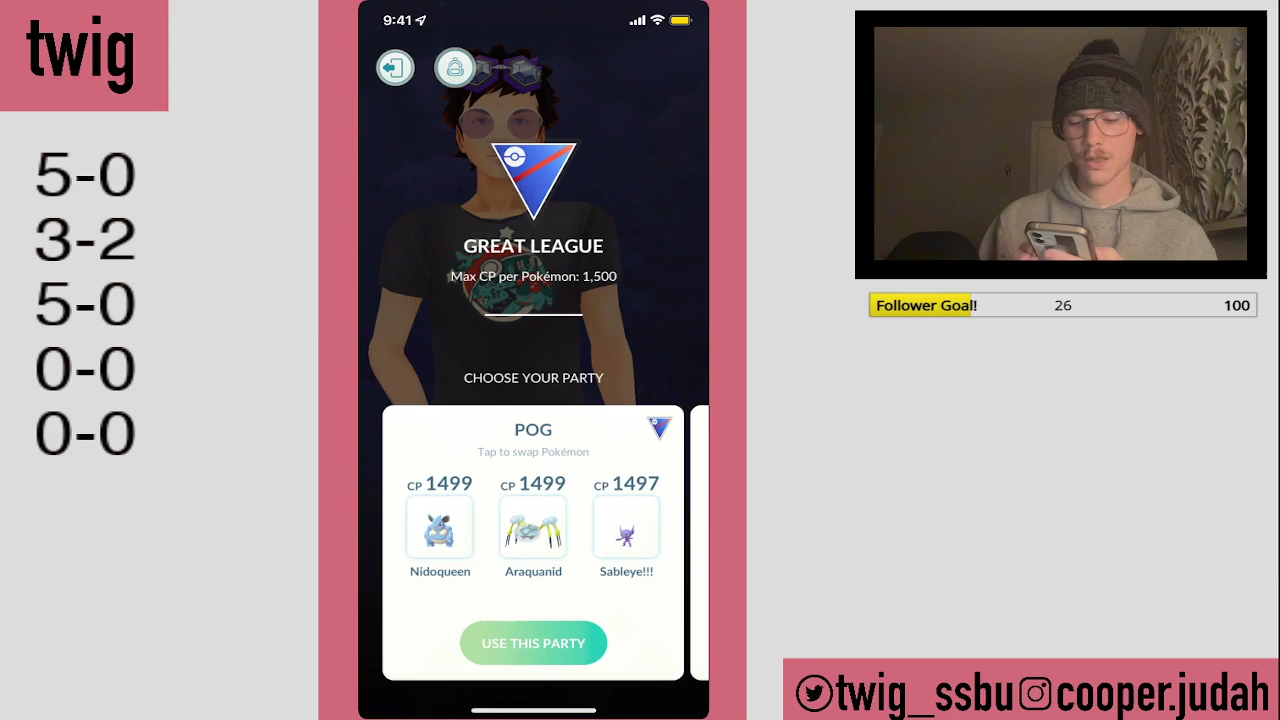 twig
5-0
3-2
5-0
0-0
0-0
9:41
GREAT LEAGUE
Max CP per Pokémon: 1,500
CHOOSE YOUR PARTY
POG
Tap to swap Pokémon
CP 1499
CP 1499
CP 1497
Nidoqueen
Araquanid
Sableye!!!
USE THIS PARTY
Follower Goal! 26 100
twig_ssbu cooper.judah